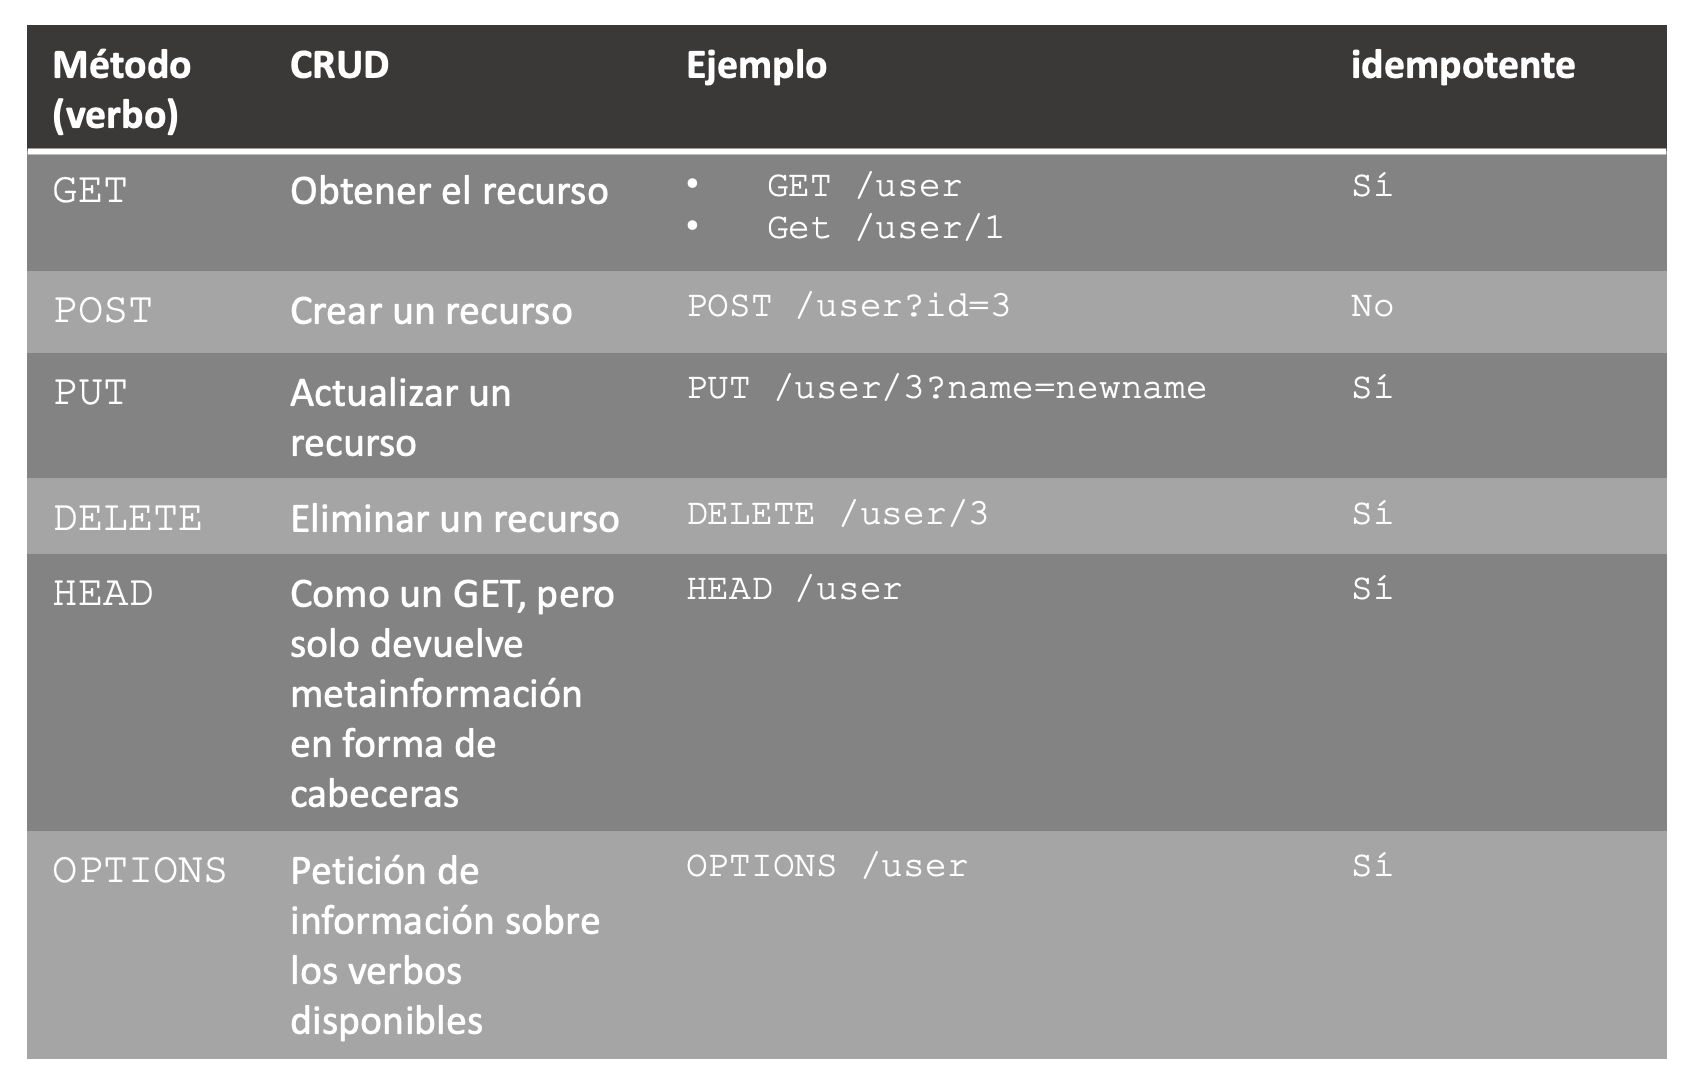 Método (verbo) CRUD Ejemplo idempotente
GET Obtener el recurso • GET /user Sí
• Get /user/1
POST Crear un recurso POST /user?id=3 No
PUT Actualizar un PUT /user/3?name=newname Sí
recurso
DELETE Eliminar un recurso DELETE /user/3 Sí
HEAD Como un GET, pero HEAD /user Sí
solo devuelve
metainformación
en forma de
cabeceras
OPTIONS Petición de OPTIONS /user Sí
información sobre
los verbos
disponibles